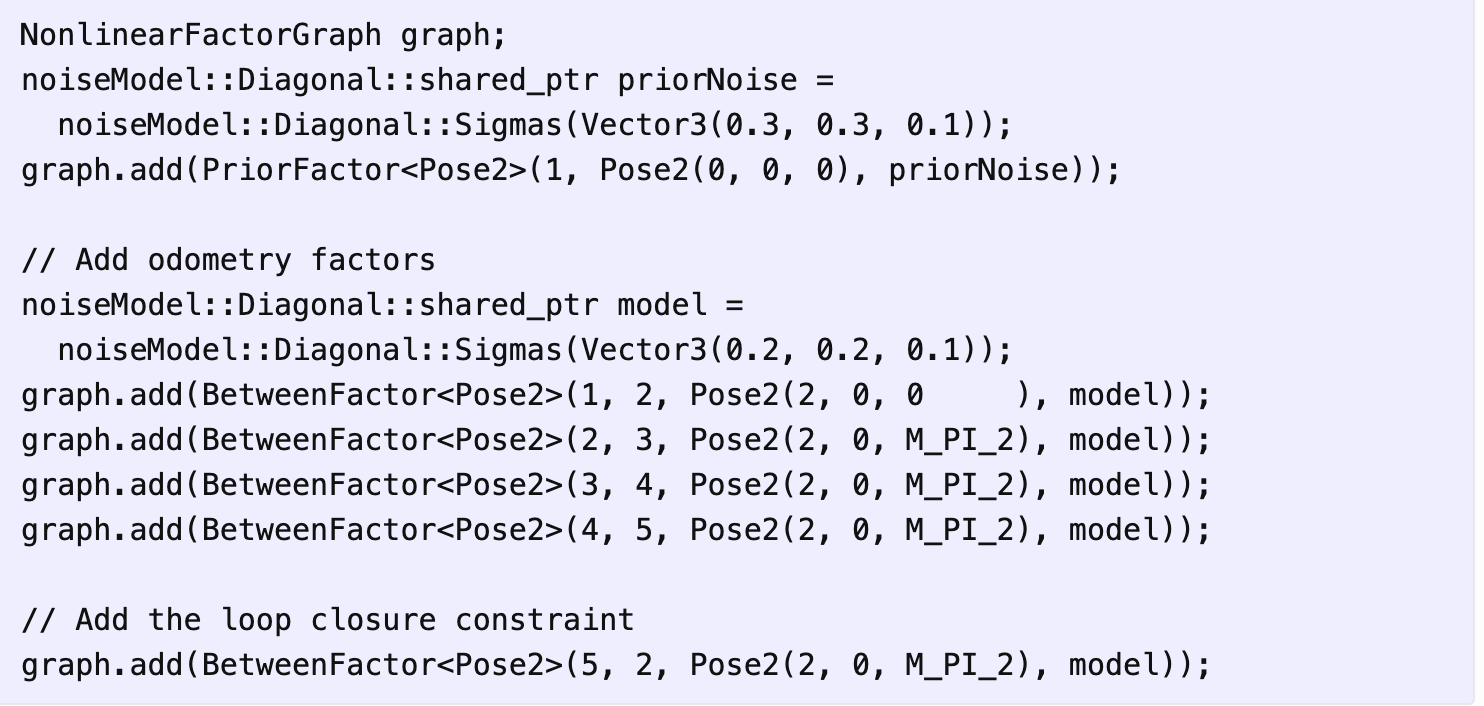 NonlinearFactorGraph graph;
noiseModel::Diagonal::shared_ptr priorNoise =
  noiseModel::Diagonal::Sigmas(Vector3(0.3, 0.3, 0.1));
graph.add(PriorFactor<Pose2>(1, Pose2(0, 0, 0), priorNoise));

// Add odometry factors
noiseModel::Diagonal::shared_ptr model =
  noiseModel::Diagonal::Sigmas(Vector3(0.2, 0.2, 0.1));
graph.add(BetweenFactor<Pose2>(1, 2, Pose2(2, 0, 0     ), model));
graph.add(BetweenFactor<Pose2>(2, 3, Pose2(2, 0, M_PI_2), model));
graph.add(BetweenFactor<Pose2>(3, 4, Pose2(2, 0, M_PI_2), model));
graph.add(BetweenFactor<Pose2>(4, 5, Pose2(2, 0, M_PI_2), model));

// Add the loop closure constraint
graph.add(BetweenFactor<Pose2>(5, 2, Pose2(2, 0, M_PI_2), model));